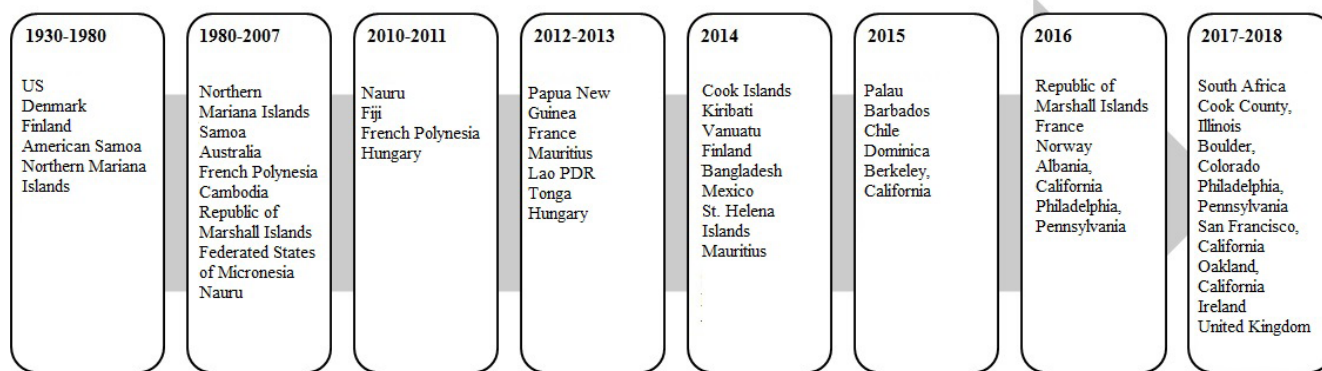 1930-1980
US
Denmark
Finland
American Samoa
Northern Mariana
Islands
1980-2007
Northern
Mariana Islands
Samoa
Australia
French Polynesia
Cambodia
Republic of
Marshall Islands
Federated States
of Micronesia
Nauru
2010-2011
Nauru
Fiji
French Polynesia
Hungary
2012-2013
Papua New
Guinea
France
Mauritius
Lao PDR
Tonga
Hungary
2014
Cook Islands
Kiribati
Vanuatu
Finland
Bangladesh
Mexico
St. Helena
Islands
Mauritius
2015
Palau
Barbados
Chile
Dominica
Berkeley,
California
2016
Republic of
Marshall Islands
France
Norway
Albania,
California
Philadelphia,
Pennsylvania
2017-2018
South Africa
Cook County,
Illinois
Boulder,
Colorado
Philadelphia,
Pennsylvania
San Francisco,
California
Oakland,
California
Ireland
United Kingdom